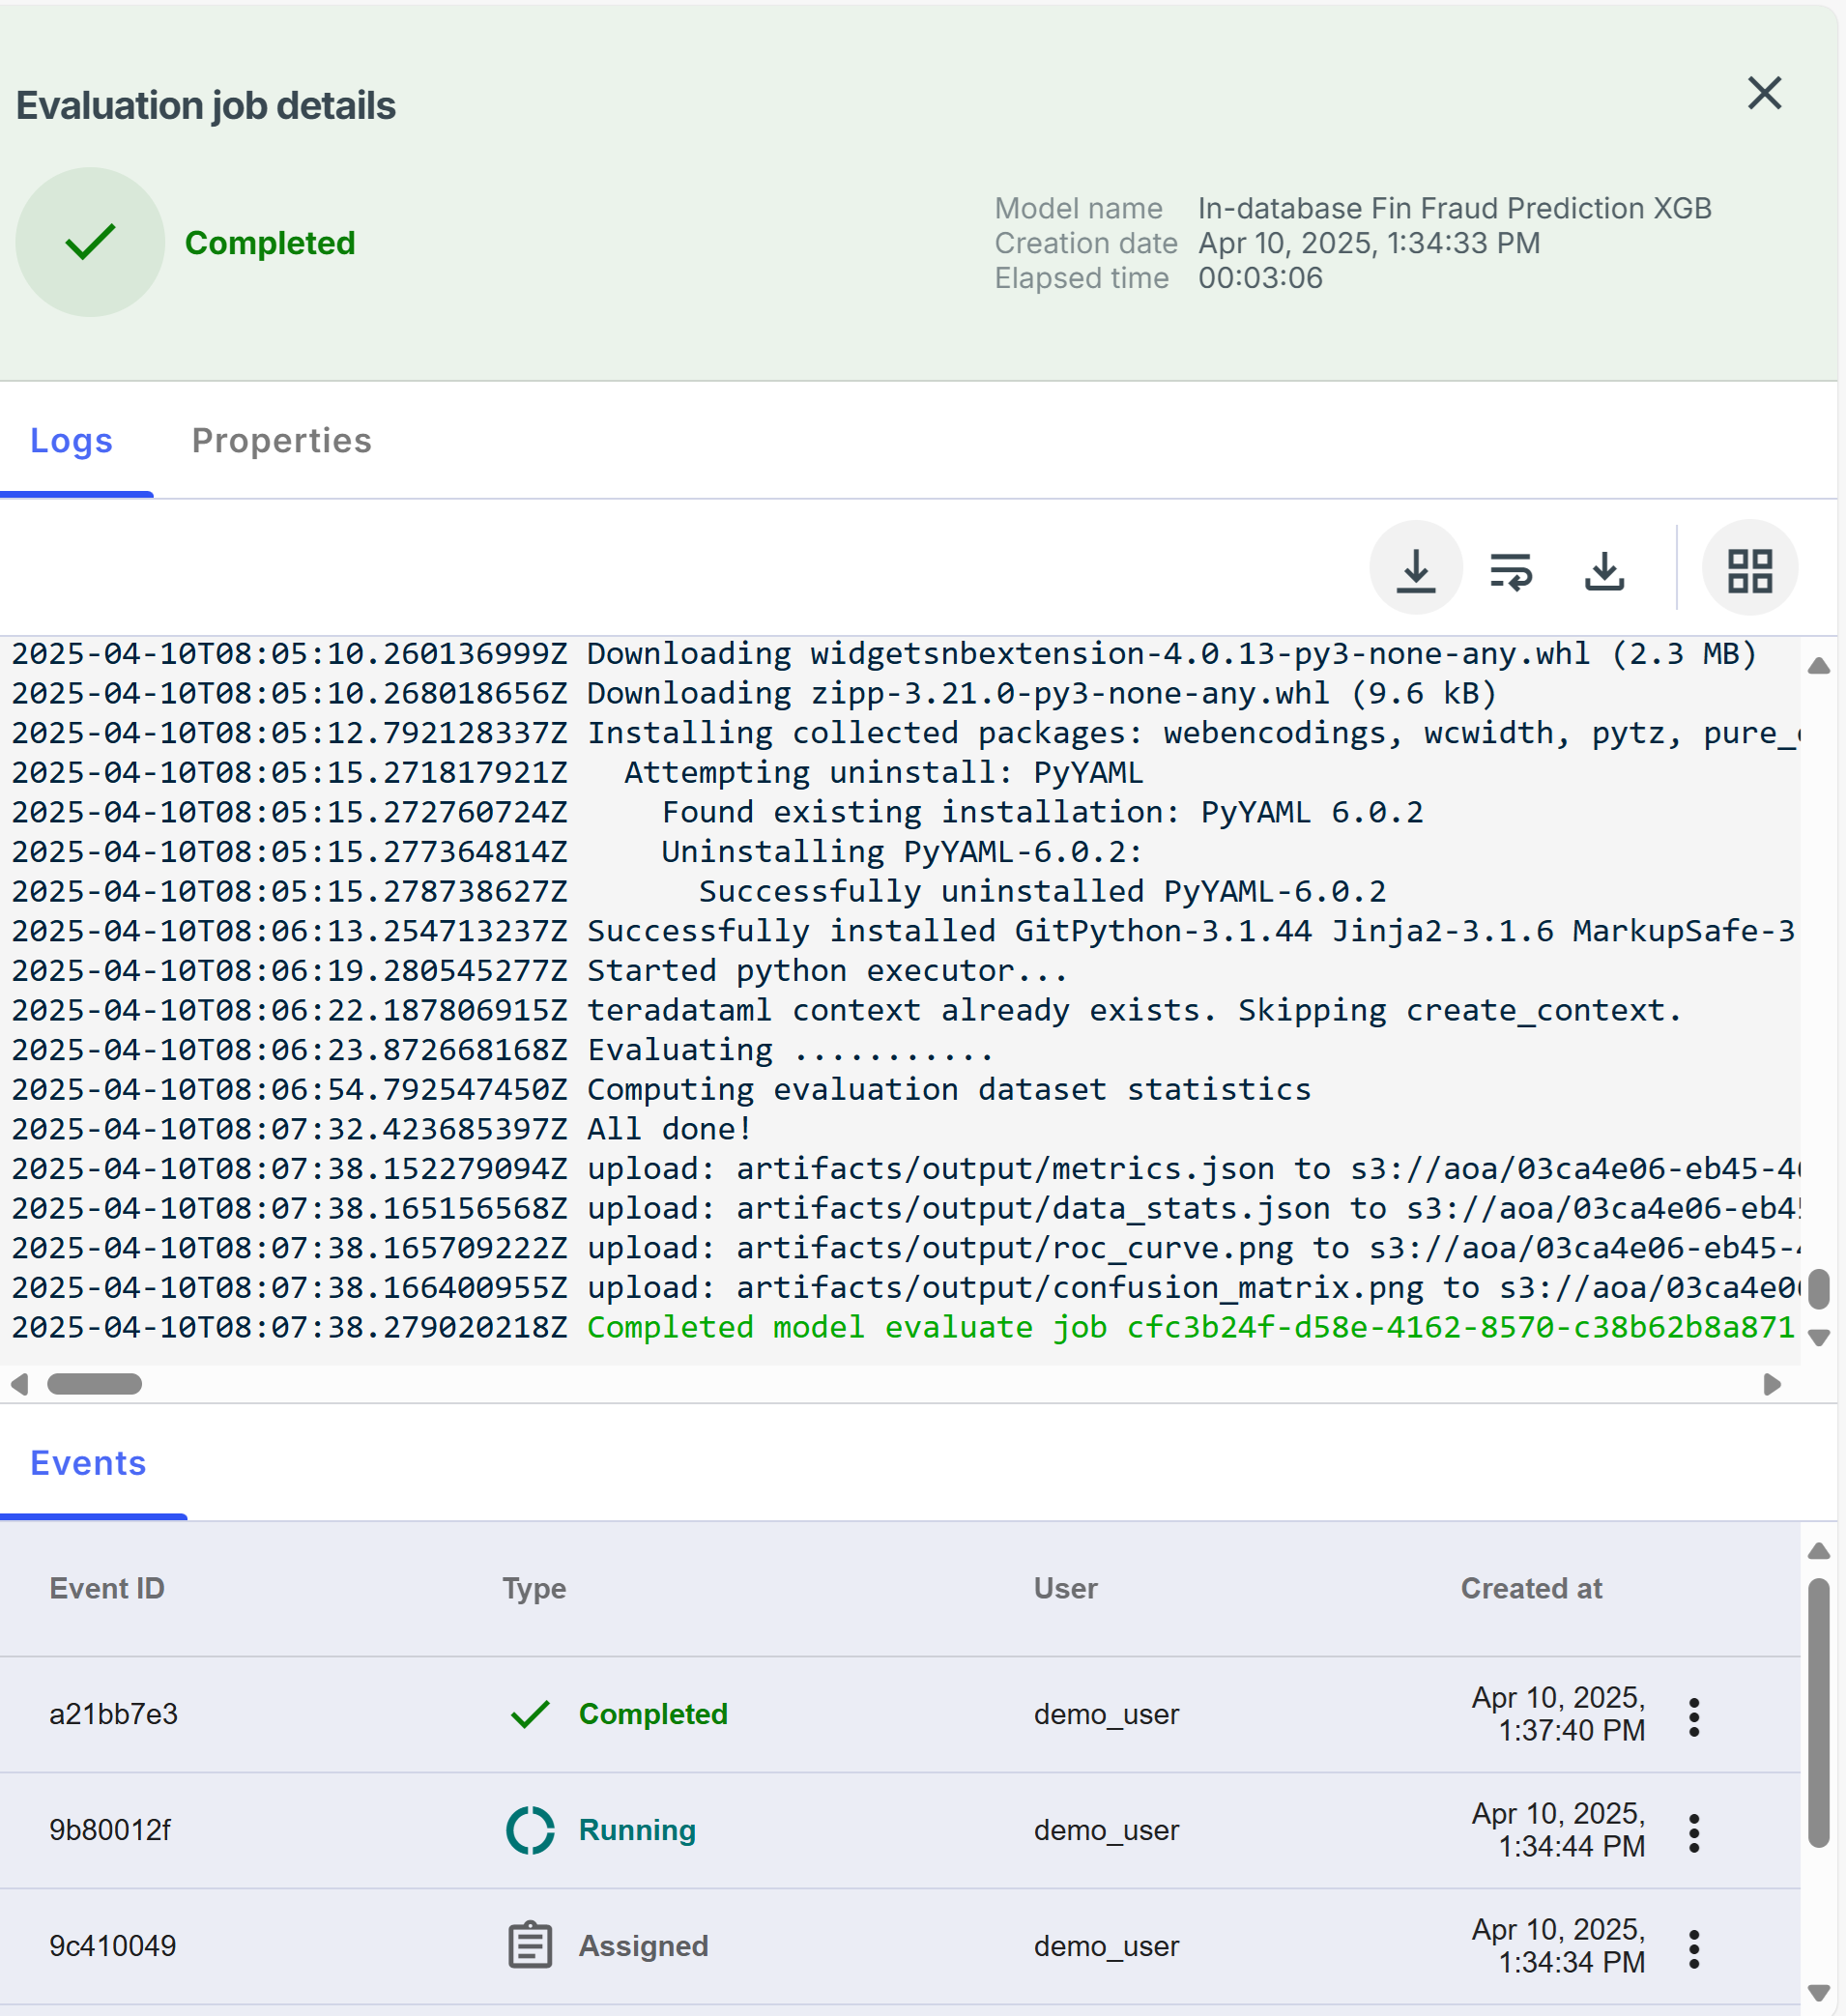 Evaluation job details
Completed
Model name In-database Fin Fraud Prediction XGB
Creation date Apr 10, 2025, 1:34:33 PM
Elapsed time 00:03:06
Logs Properties
2025-04-10T08:05:10.260136999Z Downloading widgetsnbextension-4.0.13-py3-none-any.whl (2.3 MB)
2025-04-10T08:05:10.268018656Z Downloading zipp-3.21.0-py3-none-any.whl (9.6 kB)
2025-04-10T08:05:12.792128337Z Installing collected packages: webencodings, wcwidth, pytz, pure_
2025-04-10T08:05:15.271817921Z   Attempting uninstall: PyYAML
2025-04-10T08:05:15.272760724Z     Found existing installation: PyYAML 6.0.2
2025-04-10T08:05:15.277364814Z     Uninstalling PyYAML-6.0.2:
2025-04-10T08:05:15.278738627Z       Successfully uninstalled PyYAML-6.0.2
2025-04-10T08:06:13.254713237Z Successfully installed GitPython-3.1.44 Jinja2-3.1.6 MarkupSafe-3
2025-04-10T08:06:19.280545277Z Started python executor...
2025-04-10T08:06:22.187806915Z teradataml context already exists. Skipping create_context.
2025-04-10T08:06:23.872668168Z Evaluating ...........
2025-04-10T08:06:54.792547450Z Computing evaluation dataset statistics
2025-04-10T08:07:32.423685397Z All done!
2025-04-10T08:07:38.152279094Z upload: artifacts/output/metrics.json to s3://aoa/03ca4e06-eb45-4
2025-04-10T08:07:38.165156568Z upload: artifacts/output/data_stats.json to s3://aoa/03ca4e06-eb4
2025-04-10T08:07:38.165709222Z upload: artifacts/output/roc_curve.png to s3://aoa/03ca4e06-eb45-
2025-04-10T08:07:38.166400955Z upload: artifacts/output/confusion_matrix.png to s3://aoa/03ca4e0
2025-04-10T08:07:38.279020218Z Completed model evaluate job cfc3b24f-d58e-4162-8570-c38b62b8a871
Events
Event ID Type User Created at
a21bb7e3 Completed demo_user Apr 10, 2025,
1:37:40 PM
9b80012f Running demo_user Apr 10, 2025,
1:34:44 PM
9c410049 Assigned demo_user Apr 10, 2025,
1:34:34 PM